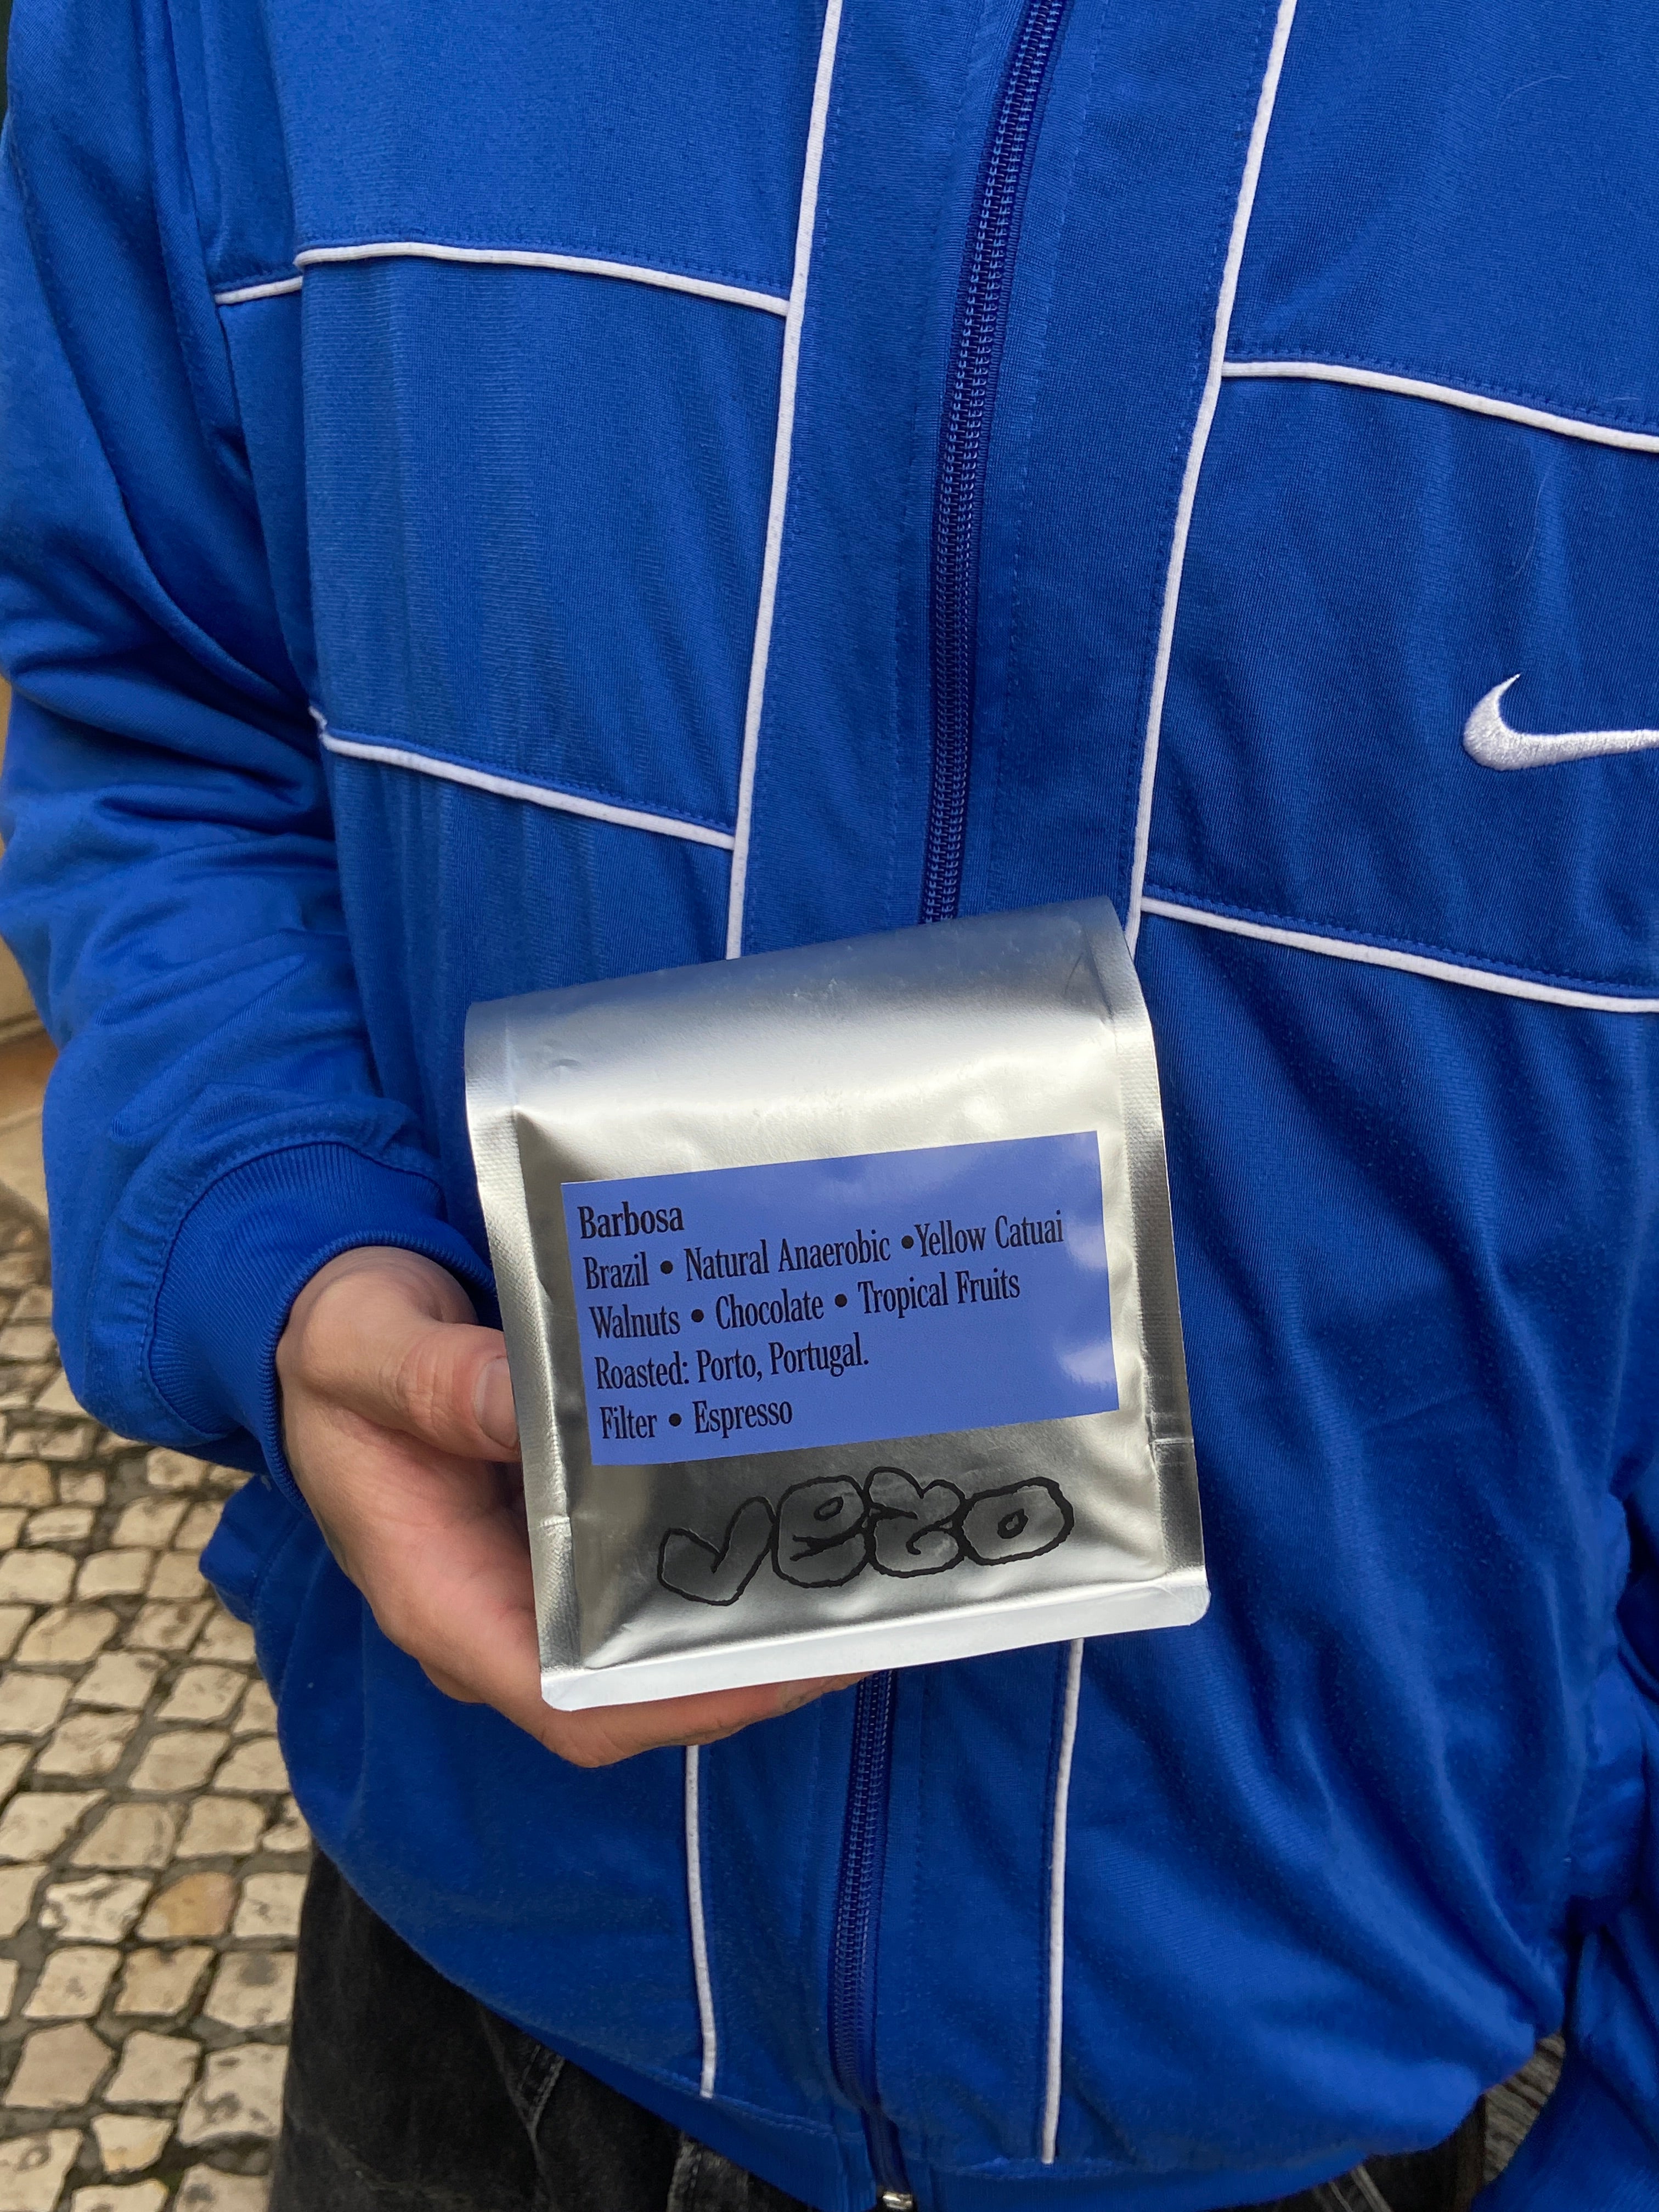 Barbosa
Brazil • Natural Anaerobic •Yellow Catuai
Walnuts • Chocolate • Tropical Fruits
Roasted: Porto, Portugal.
Filter • Espresso
vezo